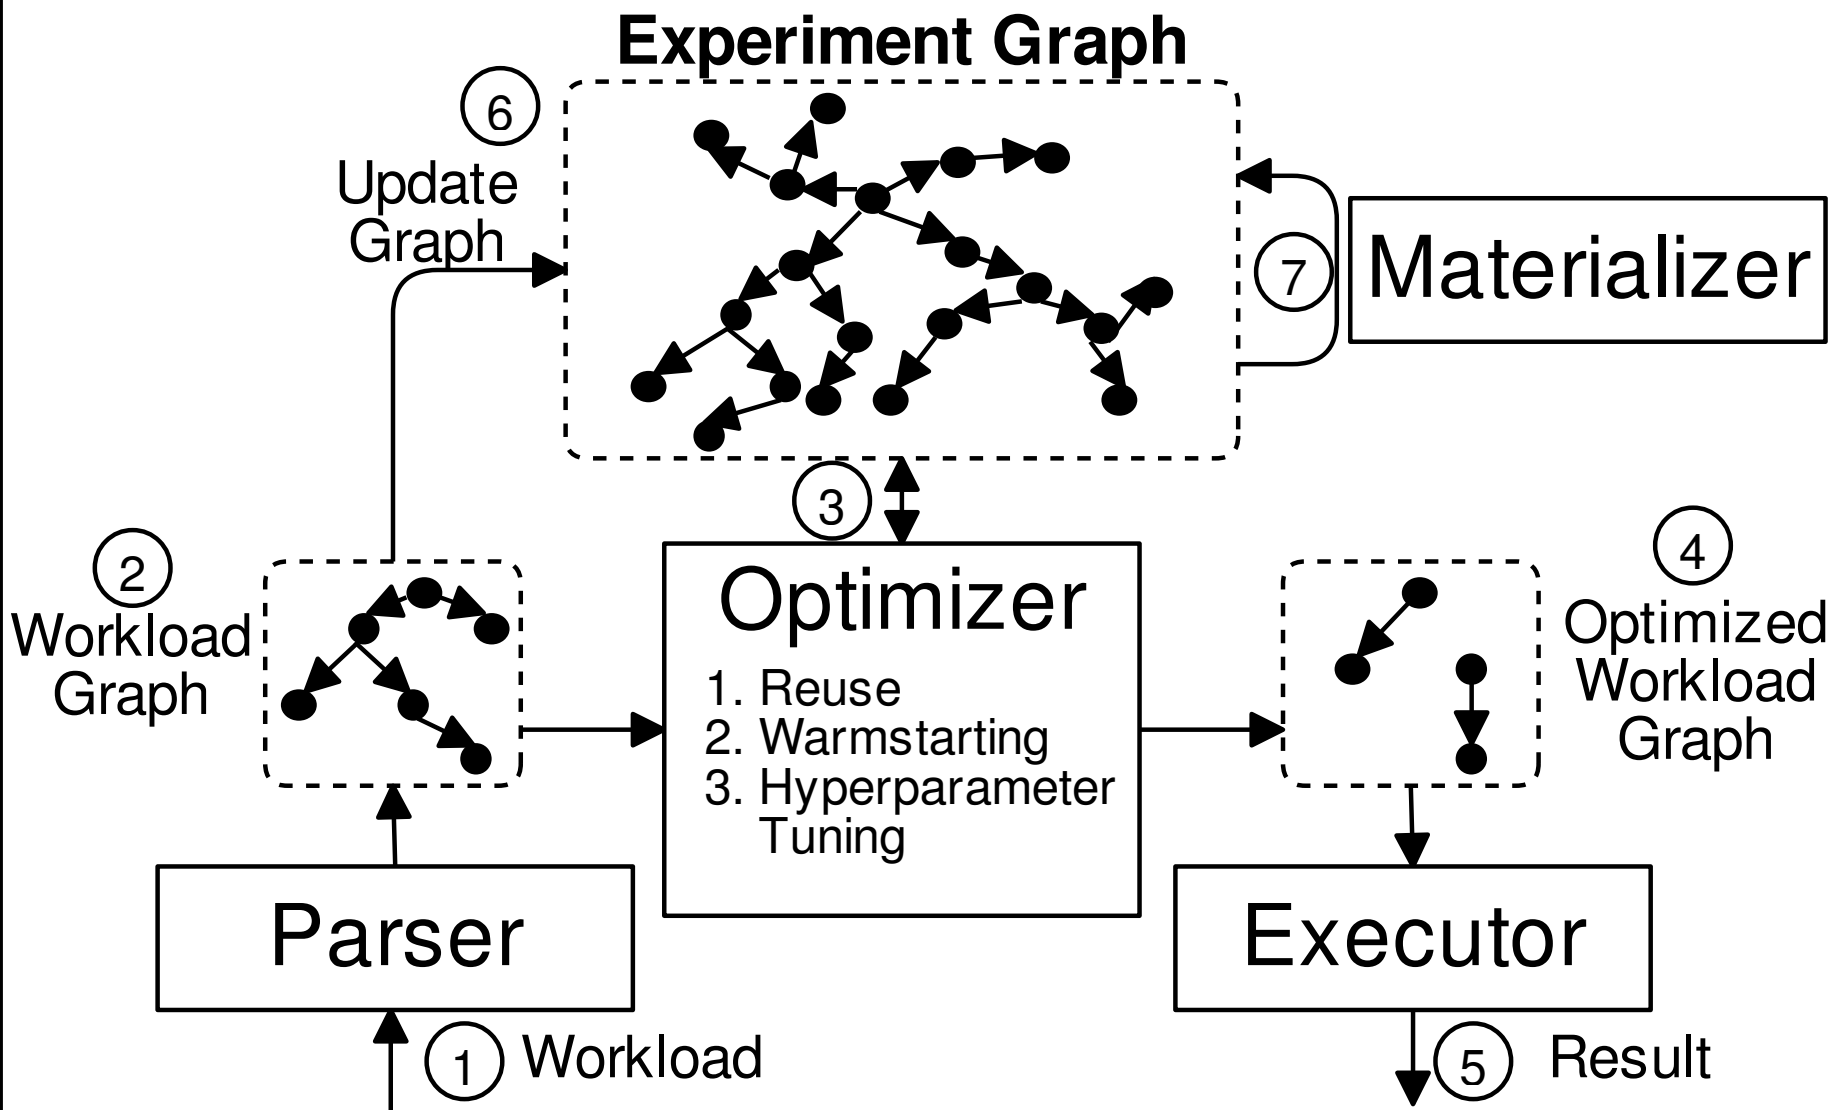 Experiment Graph
6
Update
Graph
7
Materializer
3
2
Workload
Graph
Optimizer
1. Reuse
2. Warmstarting
3. Hyperparameter
Tuning
4
Optimized
Workload
Graph
Parser
Executor
1 Workload
5 Result